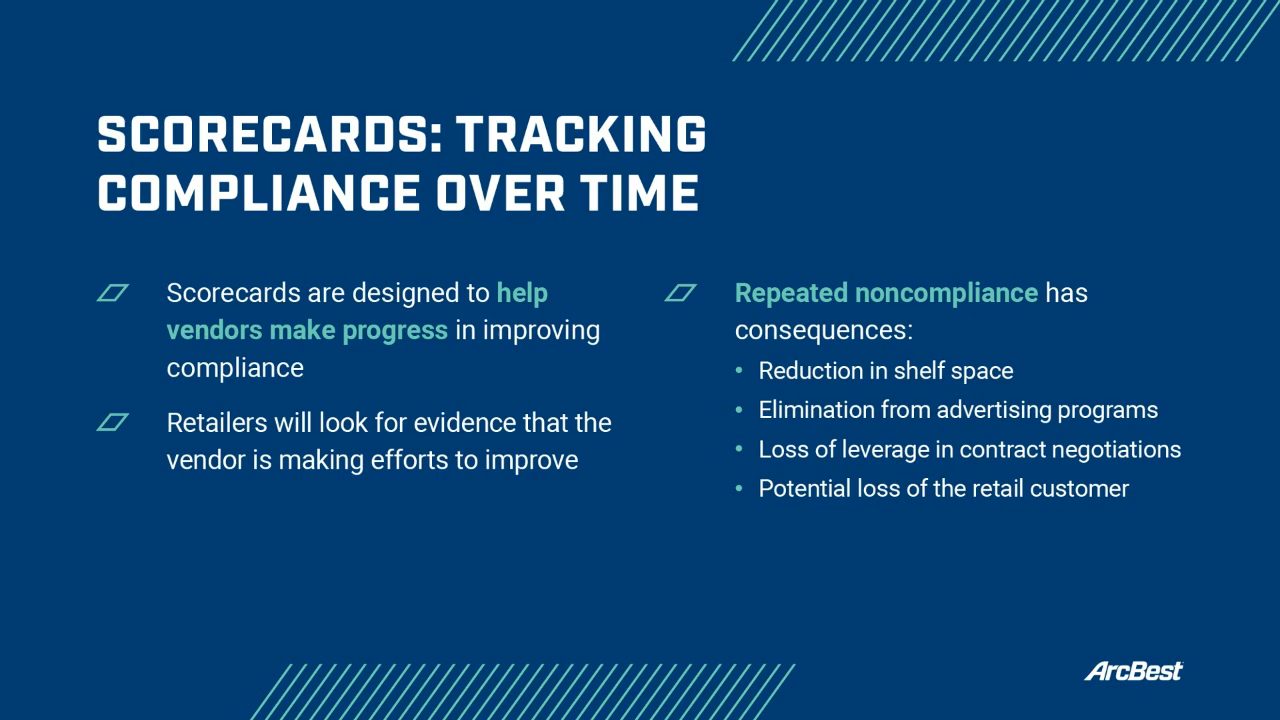 SCORECARDS: TRACKING
COMPLIANCE OVER TIME
Scorecards are designed to help
vendors make progress in improving
compliance
Retailers will look for evidence that the
vendor is making efforts to improve
Repeated noncompliance has
consequences:
• Reduction in shelf space
• Elimination from advertising programs
• Loss of leverage in contract negotiations
• Potential loss of the retail customer
ArcBest